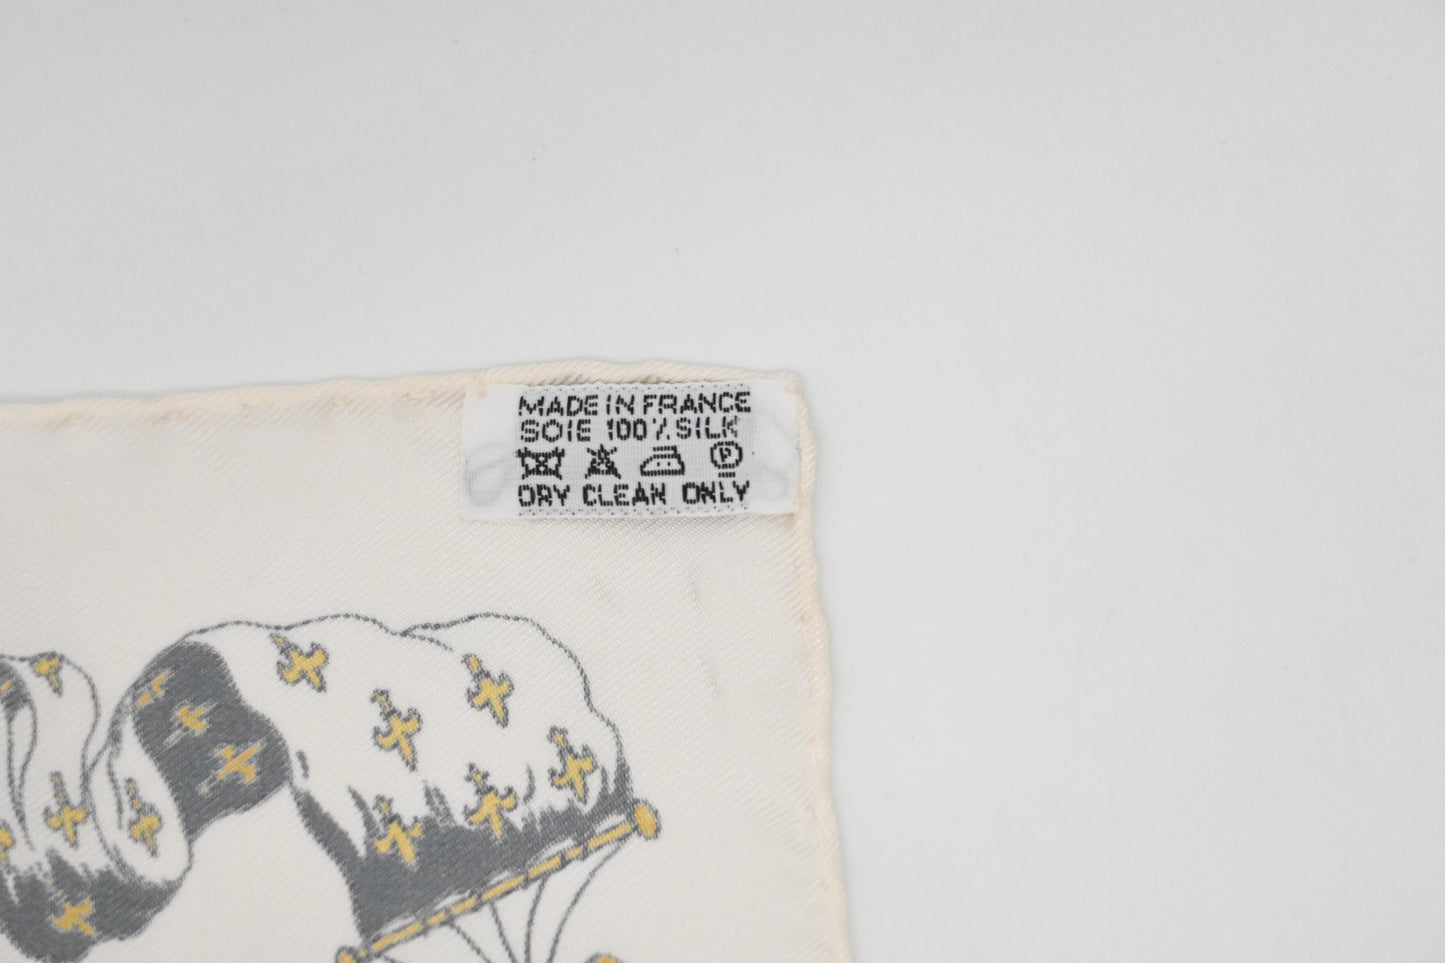 MADE IN FRANCE
SOIE 100% SILK
P
DRY CLEAN ONLY